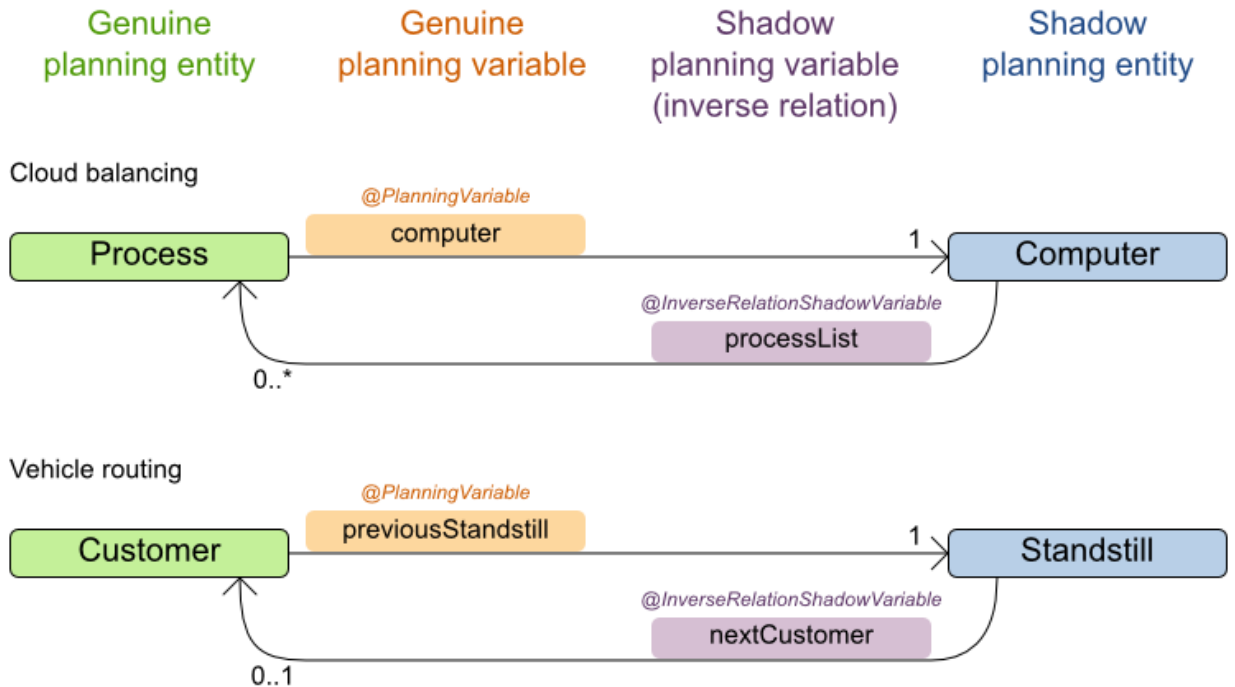 Genuine
planning entity
Genuine
planning variable
Shadow
planning variable
(inverse relation)
Shadow
planning entity
Cloud balancing
@PlanningVariable
computer
Process
1
Computer
@InverseRelationShadowVariable
processList
0..*
Vehicle routing
@PlanningVariable
previousStandstill
Customer
1
Standstill
@InverseRelationShadowVariable
nextCustomer
0..1